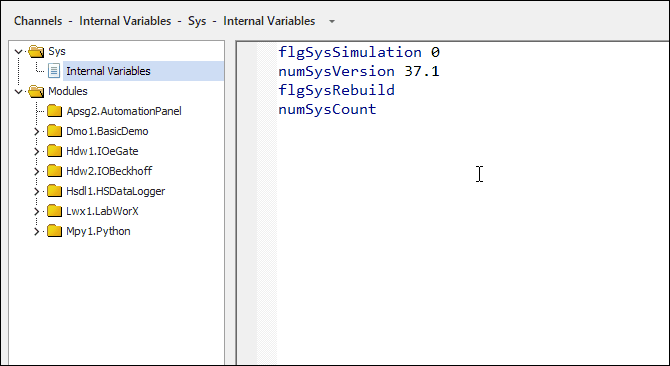 Channels - Internal Variables - Sys - Internal Variables
Sys
Internal Variables
Modules
Apsg2.AutomationPanel
Dmo1.BasicDemo
Hdw1.IOeGate
Hdw2.IOBeckhoff
Hsdl1.HSDataLogger
Lwx1.LabWorX
Mpy1.Python
flgSysSimulation 0
numSysVersion 37.1
flgSysRebuild
numSysCount